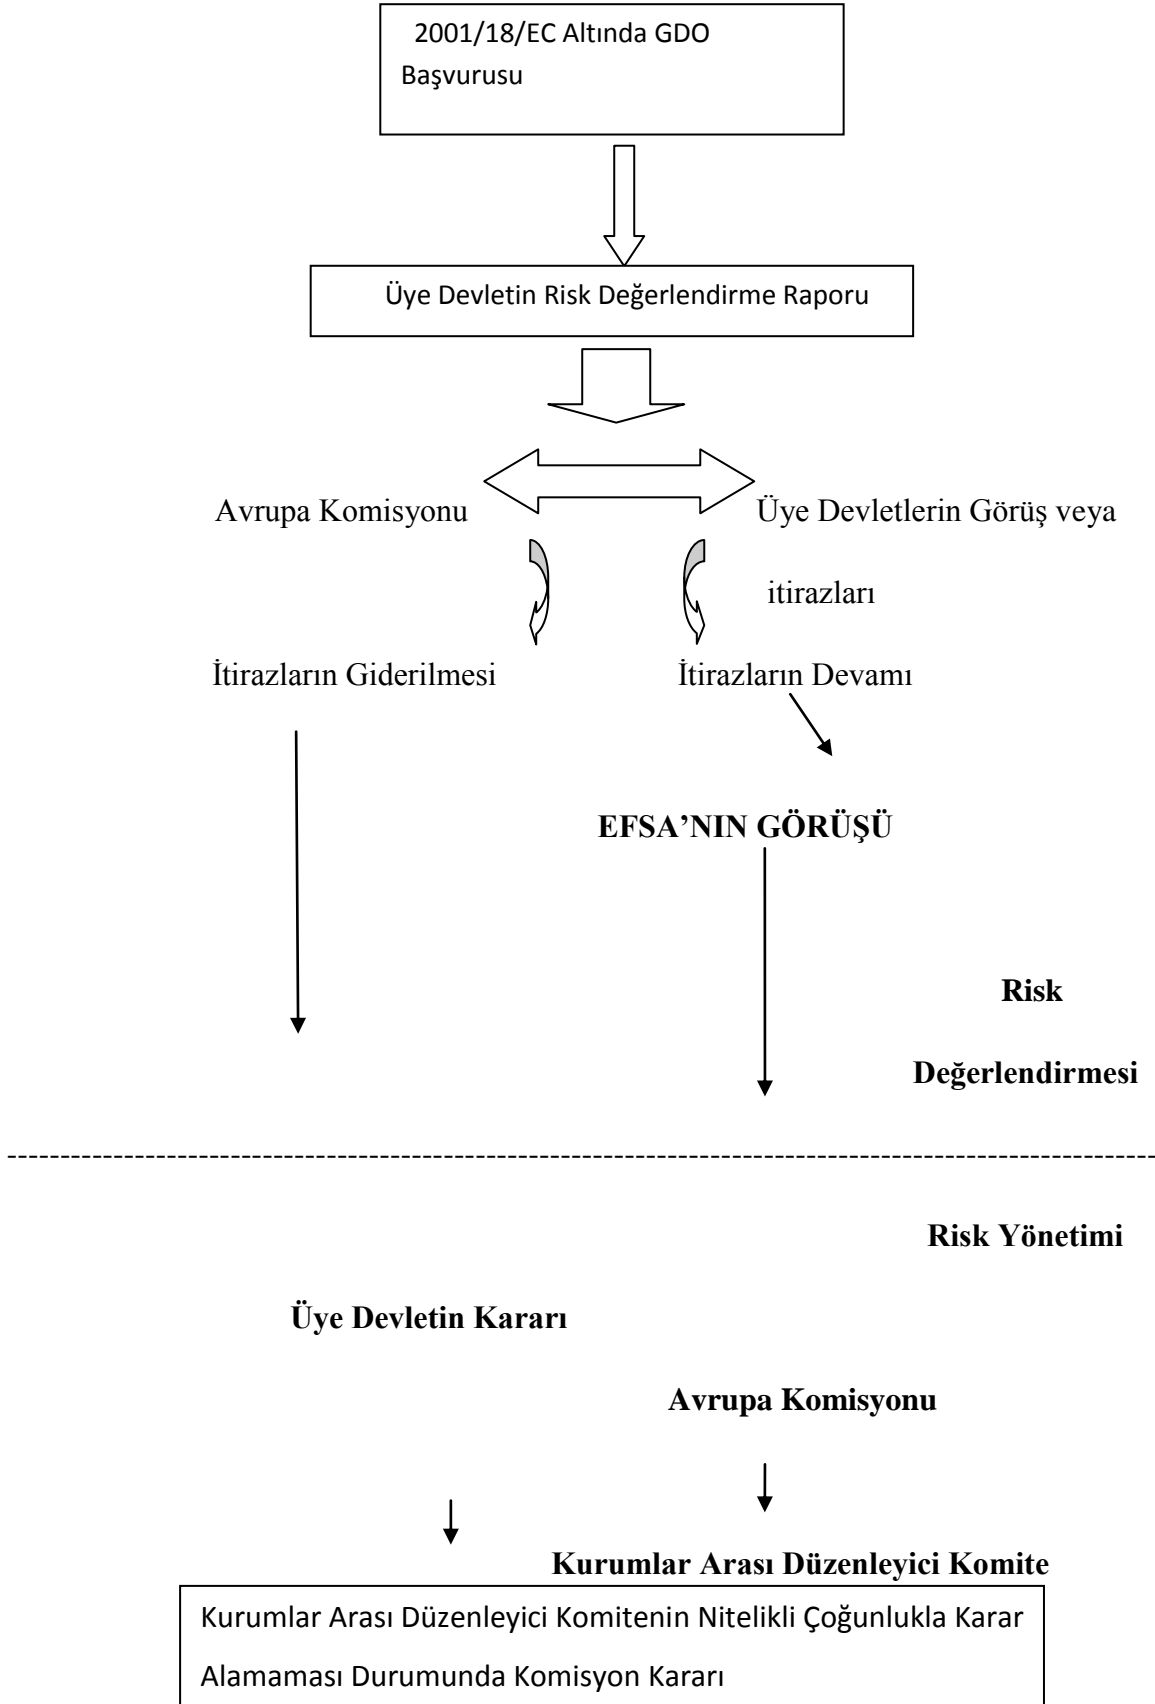 2001/18/EC Altında GDO
Başvurusu
Üye Devletin Risk Değerlendirme Raporu
Avrupa Komisyonu
Üye Devletlerin Görüş veya
itirazları
İtirazların Giderilmesi
İtirazların Devamı
EFSA’NIN GÖRÜŞÜ
Risk
Değerlendirmesi
Risk Yönetimi
Üye Devletin Kararı
Avrupa Komisyonu
Kurumlar Arası Düzenleyici Komite
Kurumlar Arası Düzenleyici Komitenin Nitelikli Çoğunlukla Karar
Alamaması Durumunda Komisyon Kararı